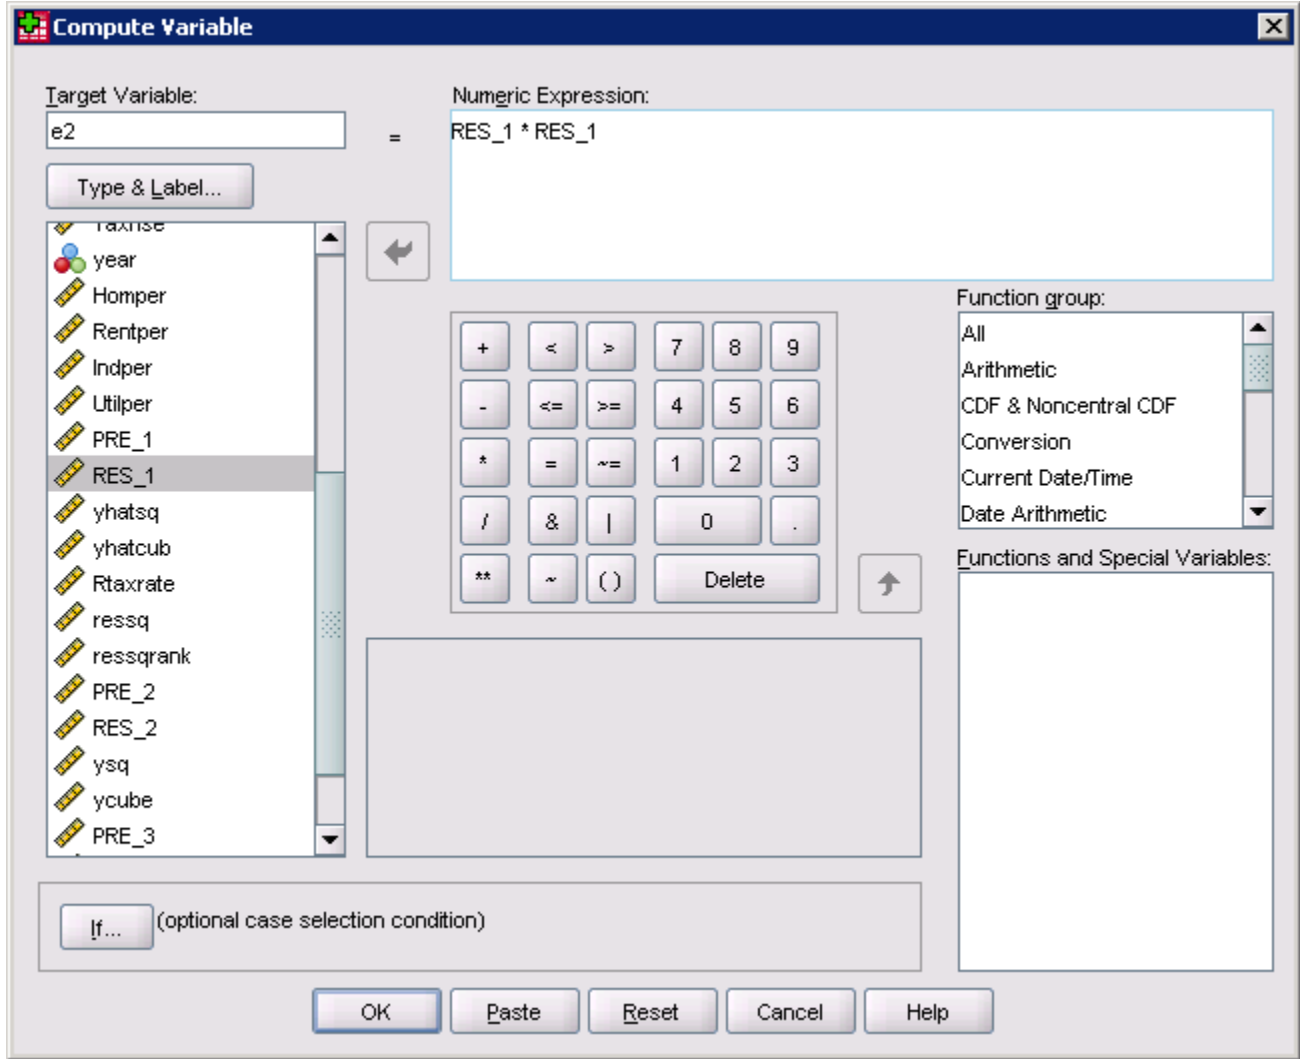 Compute Variable
Target Variable:
Numeric Expression:
e2
=
RES_1 * RES_1
Type & Label...
Taxrise
year
Homper
Rentper
Indper
Utilper
PRE_1
RES_1
yhatsq
yhatcub
Rtaxrate
ressq
ressqrank
PRE_2
RES_2
ysq
ycube
PRE_3
+ < > 7 8 9
- <= >= 4 5 6
* = ~= 1 2 3
/ & | 0 .
** ~ ( ) Delete
Function group:
All
Arithmetic
CDF & Noncentral CDF
Conversion
Current Date/Time
Date Arithmetic
Functions and Special Variables:
If... (optional case selection condition)
OK Paste Reset Cancel Help